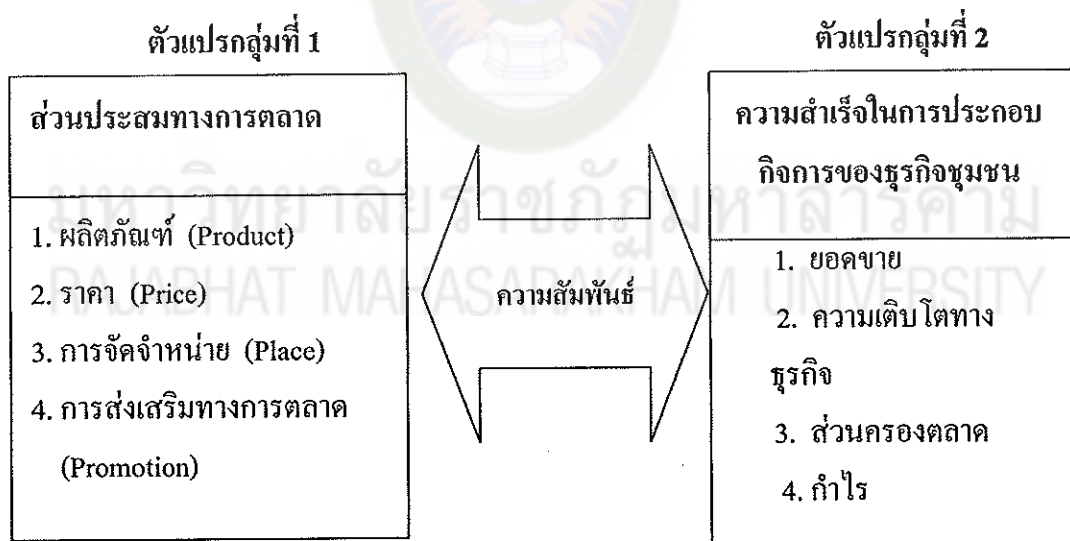 ตัวแปรกลุ่มที่ 1
ส่วนประสมทางการตลาด
1. ผลิตภัณฑ์ (Product)
2. ราคา (Price)
3. การจัดจำหน่าย (Place)
4. การส่งเสริมทางการตลาด
(Promotion)
ความสัมพันธ์
ตัวแปรกลุ่มที่ 2
ความสำเร็จในการประกอบ
กิจการของธุรกิจชุมชน
1. ยอดขาย
2. ความเติบโตทาง
ธุรกิจ
3. ส่วนครองตลาด
4. กำไร
มหาวิทยาลัยราชภัฏมหาสารคาม
RAJABHAT MAHASARAKHAM UNIVERSITY